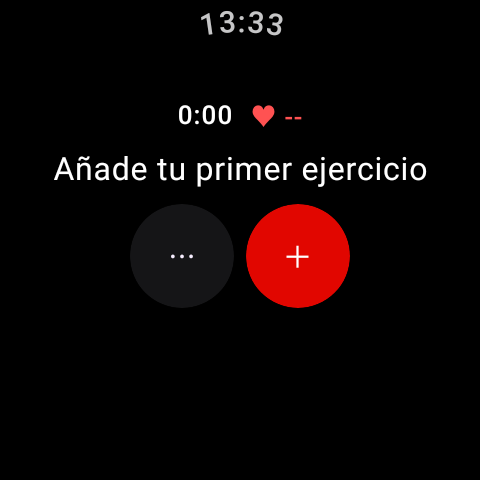 13:33
0:00 ♥ --
Añade tu primer ejercicio
... +